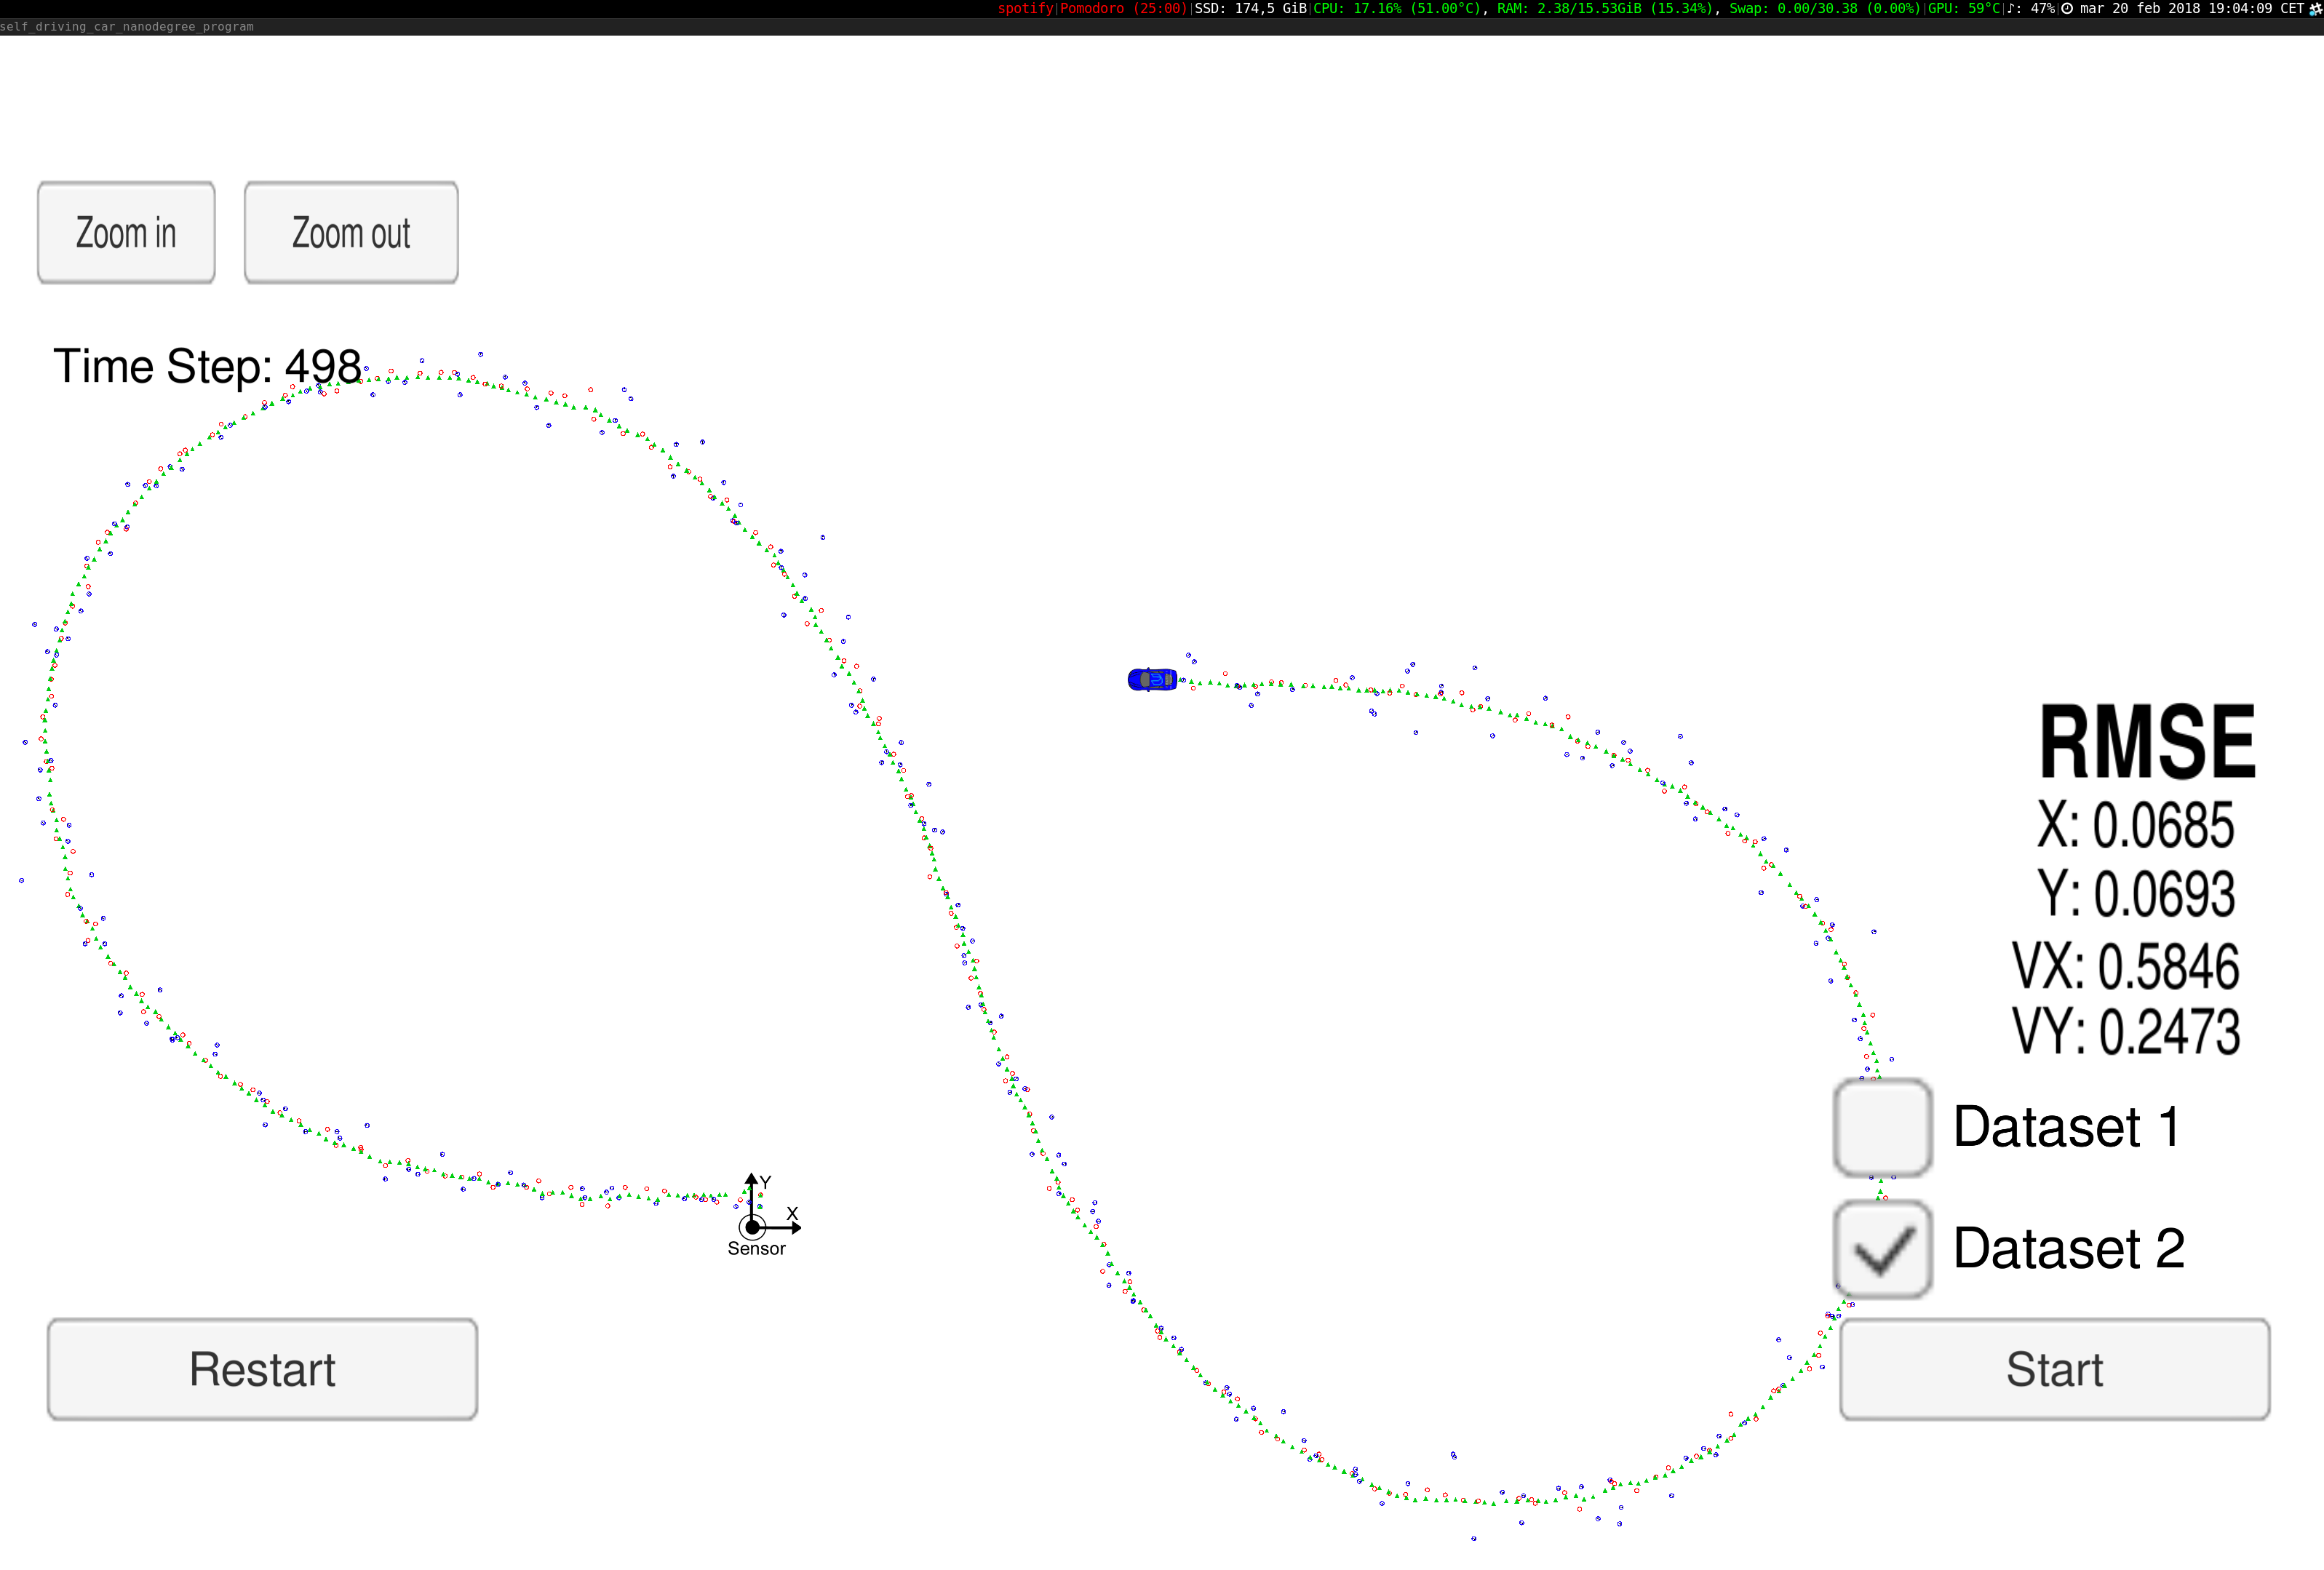 spotify|Pomodoro (25:00)|SSD: 174,5 GiB|CPU: 17.16% (51.00°C), RAM: 2.38/15.53GiB (15.34%), Swap: 0.00/30.38 (0.00%)|GPU: 59°C|♪: 47%|mar 20 feb 2018 19:04:09 CET
self_driving_car_nanodegree_program
Zoom in Zoom out
Time Step: 498
RMSE
X: 0.0685
Y: 0.0693
VX: 0.5846
VY: 0.2473
Dataset 1
Y
X
Sensor
Dataset 2
Restart
Start